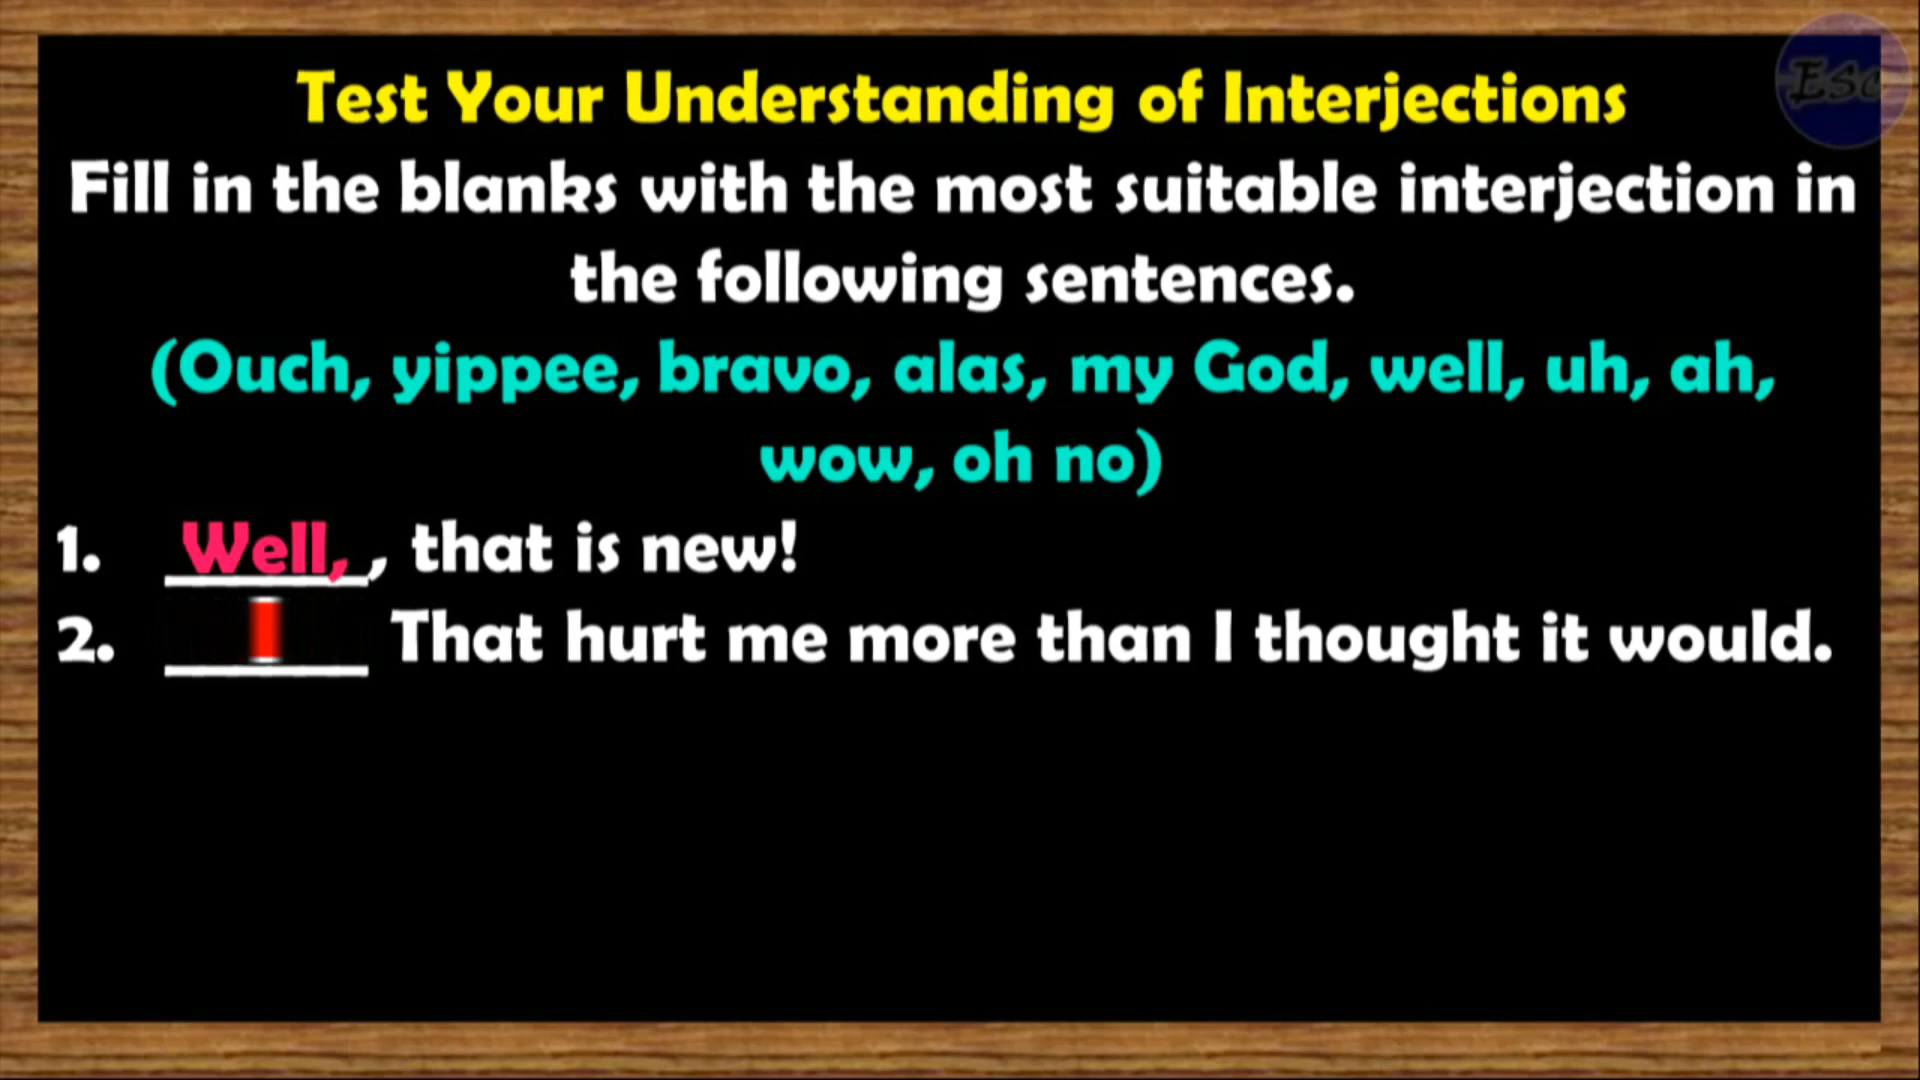 Test Your Understanding of Interjections
Fill in the blanks with the most suitable interjection in
the following sentences.
(Ouch, yippee, bravo, alas, my God, well, uh, ah,
wow, oh no)
1. Well, , that is new!
2. ______ That hurt me more than I thought it would.
Esc